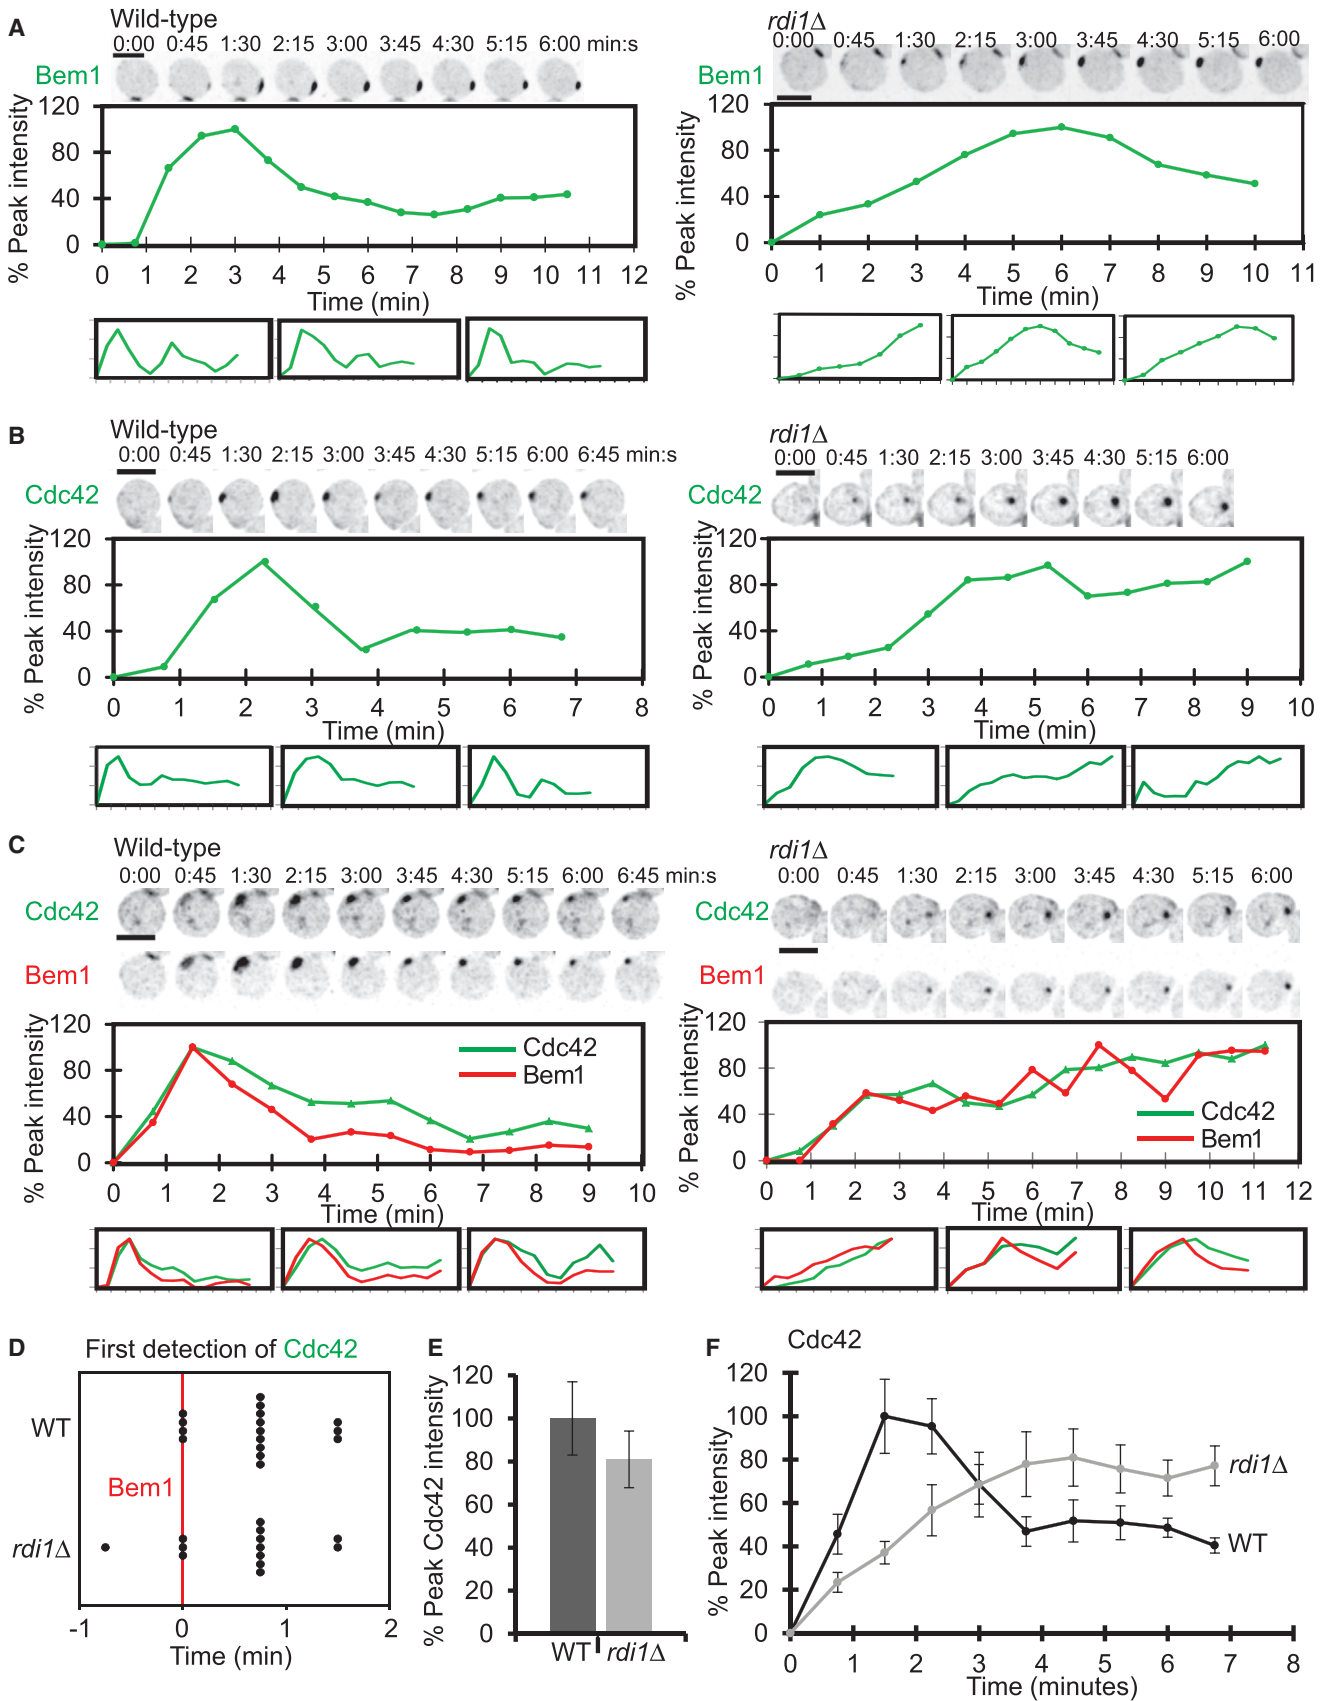 A
Wild-type
0:00 0:45 1:30 2:15 3:00 3:45 4:30 5:15 6:00 min:s
Bem1
% Peak intensity
120
80
40
0
0 1 2 3 4 5 6 7 8 9 10 11 12
Time (min)
rdi1Δ
0:00 0:45 1:30 2:15 3:00 3:45 4:30 5:15 6:00
Bem1
% Peak intensity
120
80
40
0
0 1 2 3 4 5 6 7 8 9 10 11
Time (min)
B
Wild-type
0:00 0:45 1:30 2:15 3:00 3:45 4:30 5:15 6:00 6:45 min:s
Cdc42
% Peak intensity
120
80
40
0
0 1 2 3 4 5 6 7 8
Time (min)
rdi1Δ
0:00 0:45 1:30 2:15 3:00 3:45 4:30 5:15 6:00
Cdc42
% Peak intensity
120
80
40
0
0 1 2 3 4 5 6 7 8 9 10
Time (min)
C
Wild-type
0:00 0:45 1:30 2:15 3:00 3:45 4:30 5:15 6:00 6:45 min:s
Cdc42
Bem1
% Peak intensity
120
80
40
0
Cdc42
Bem1
0 1 2 3 4 5 6 7 8 9 10
Time (min)
rdi1Δ
0:00 0:45 1:30 2:15 3:00 3:45 4:30 5:15 6:00
Cdc42
Bem1
% Peak intensity
120
80
40
0
Cdc42
Bem1
0 1 2 3 4 5 6 7 8 9 10 11 12
Time (min)
D
First detection of Cdc42
WT
Bem1
rdi1Δ
-1 0 1 2
Time (min)
E
% Peak Cdc42 intensity
120
100
80
60
40
20
0
WT rdi1Δ
F
Cdc42
% Peak intensity
120
100
80
60
40
20
0
rdi1Δ
WT
0 1 2 3 4 5 6 7 8
Time (minutes)